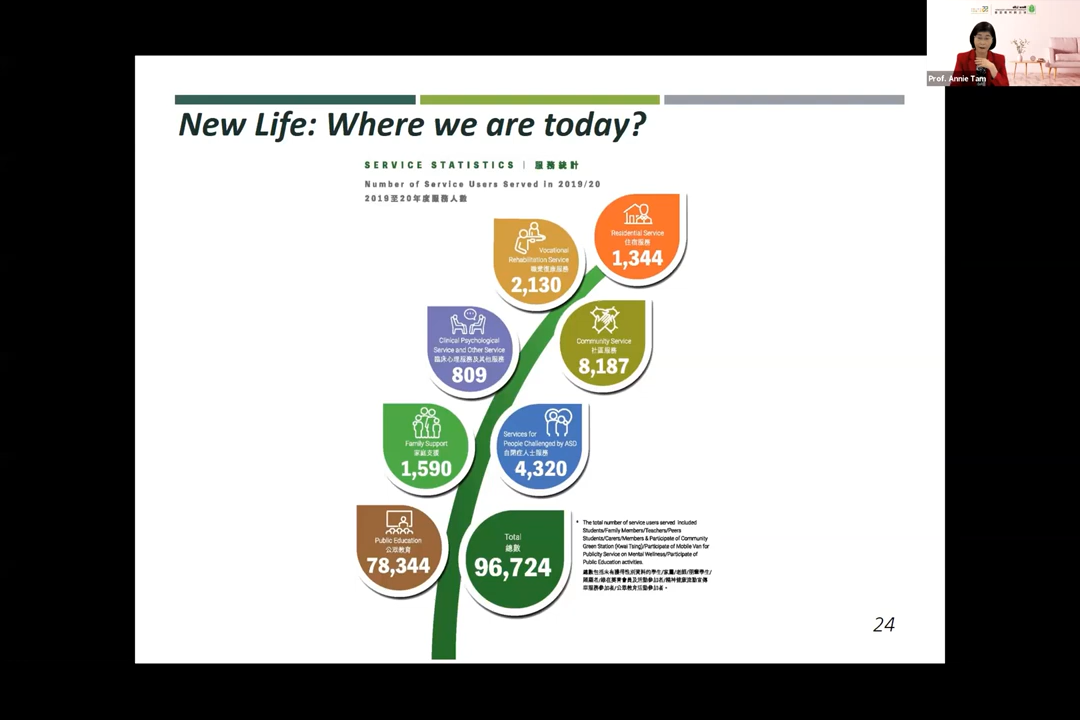 Prof. Annie Tam
New Life: Where we are today?
SERVICE STATISTICS | 服務統計
Number of Service Users Served in 2019/20
2019至20年度服務人數
Residential Service
住宿服務
1,344
Vocational
Rehabilitation Service
職業復康服務
2,130
Clinical Psychological
Service and Other Service
臨床心理服務及其他服務
809
Community Service
社區服務
8,187
Family Support
家庭支援
1,590
Services for
People Challenged by ASD
自閉症人士服務
4,320
Public Education
公眾教育
78,344
Total
總數
96,724
* The total number of service users served included
Students/Family Members/Teachers/Peers
Students/Carers/Members & Participate of Community
Green Station (Kwai Tsing)/Participate of Mobile Van for
Publicity Service on Mental Wellness/Participate of
Public Education activities.
24